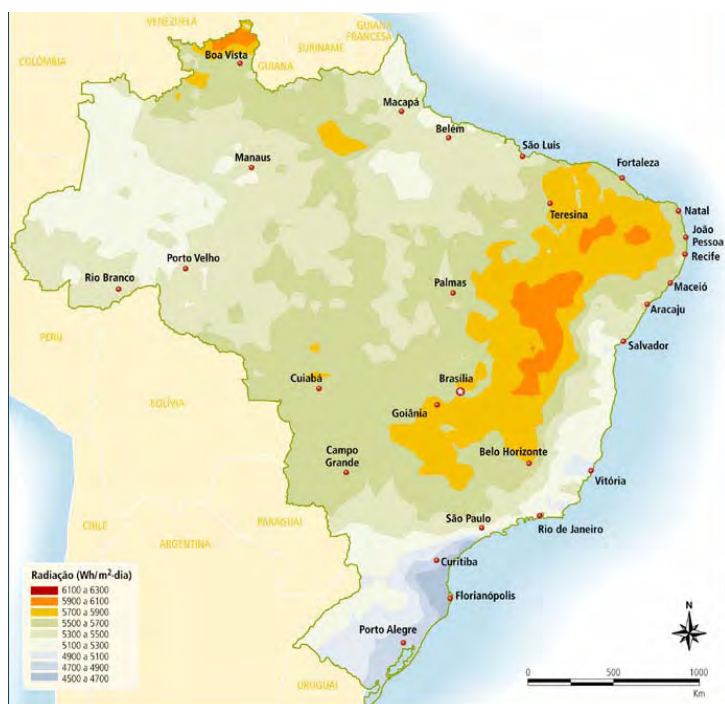 VENEZUELA
GUIANA
FRANCESA
SURINAME
COLÔMBIA
Boa Vista
GUIANA
Macapá
Belém
São Luis
Fortaleza
Manaus
Teresina
Natal
João
Pessoa
Recife
Porto Velho
Rio Branco
Palmas
Maceió
Aracaju
PERU
Salvador
Cuiabá
Brasília
BOLÍVIA
Goiânia
Campo
Grande
Belo Horizonte
Vitória
São Paulo
Rio de Janeiro
CHILE
PARAGUAI
ARGENTINA
Curitiba
Florianópolis
Porto Alegre
URUGUAI
Radiação (Wh/m²-dia)
6100 a 6300
5900 a 6100
5700 a 5900
5500 a 5700
5300 a 5500
5100 a 5300
4900 a 5100
4700 a 4900
4500 a 4700
N
0 500 1000
Km